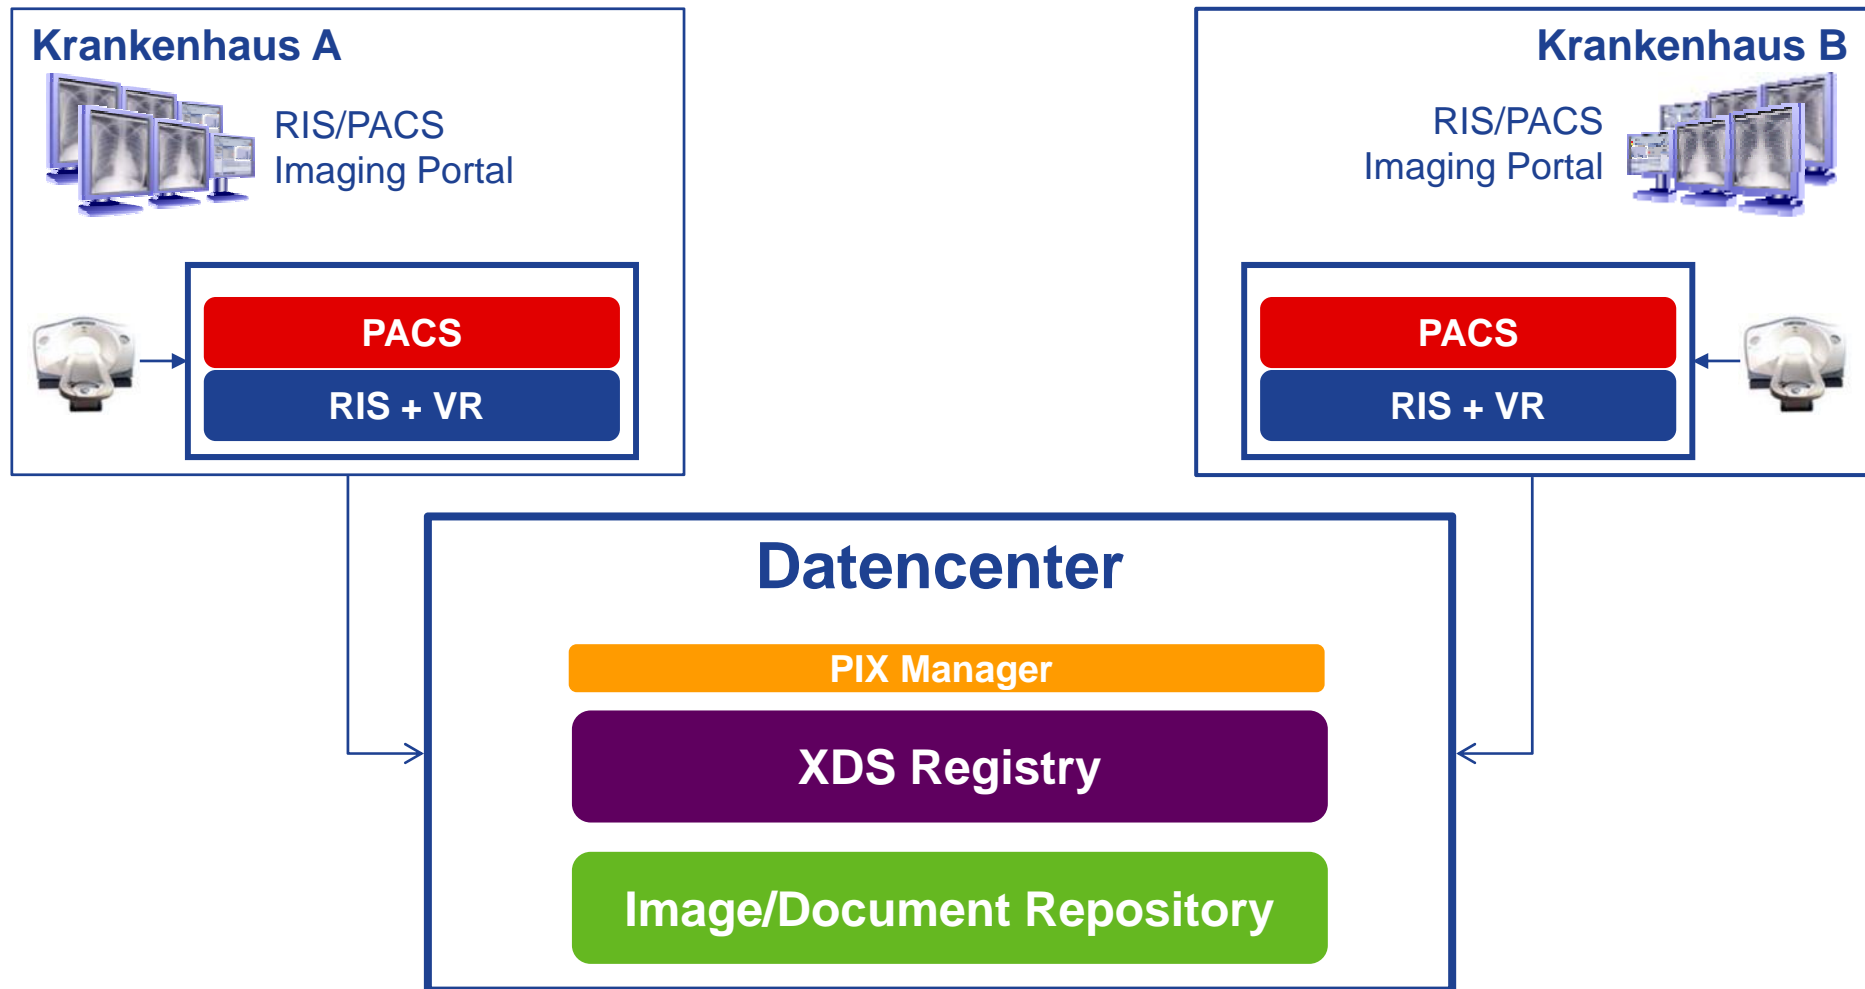 Krankenhaus A
RIS/PACS
Imaging Portal
PACS
RIS + VR
Krankenhaus B
RIS/PACS
Imaging Portal
PACS
RIS + VR
Datencenter
PIX Manager
XDS Registry
Image/Document Repository